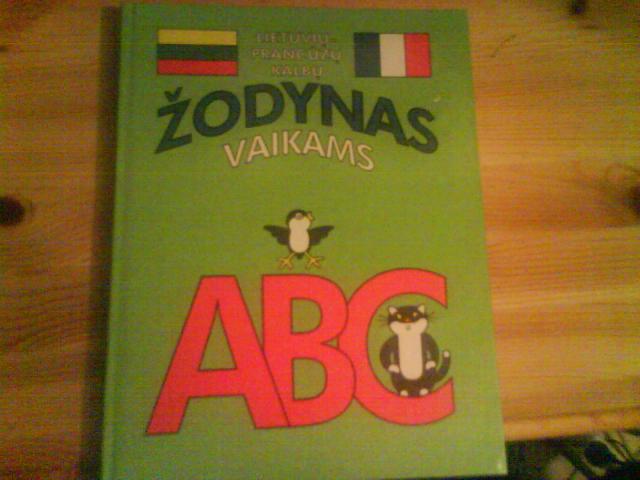 LIETUVIŲ-
PRANCŪZŲ
KALBŲ
ŽODYNAS
VAIKAMS
ABC